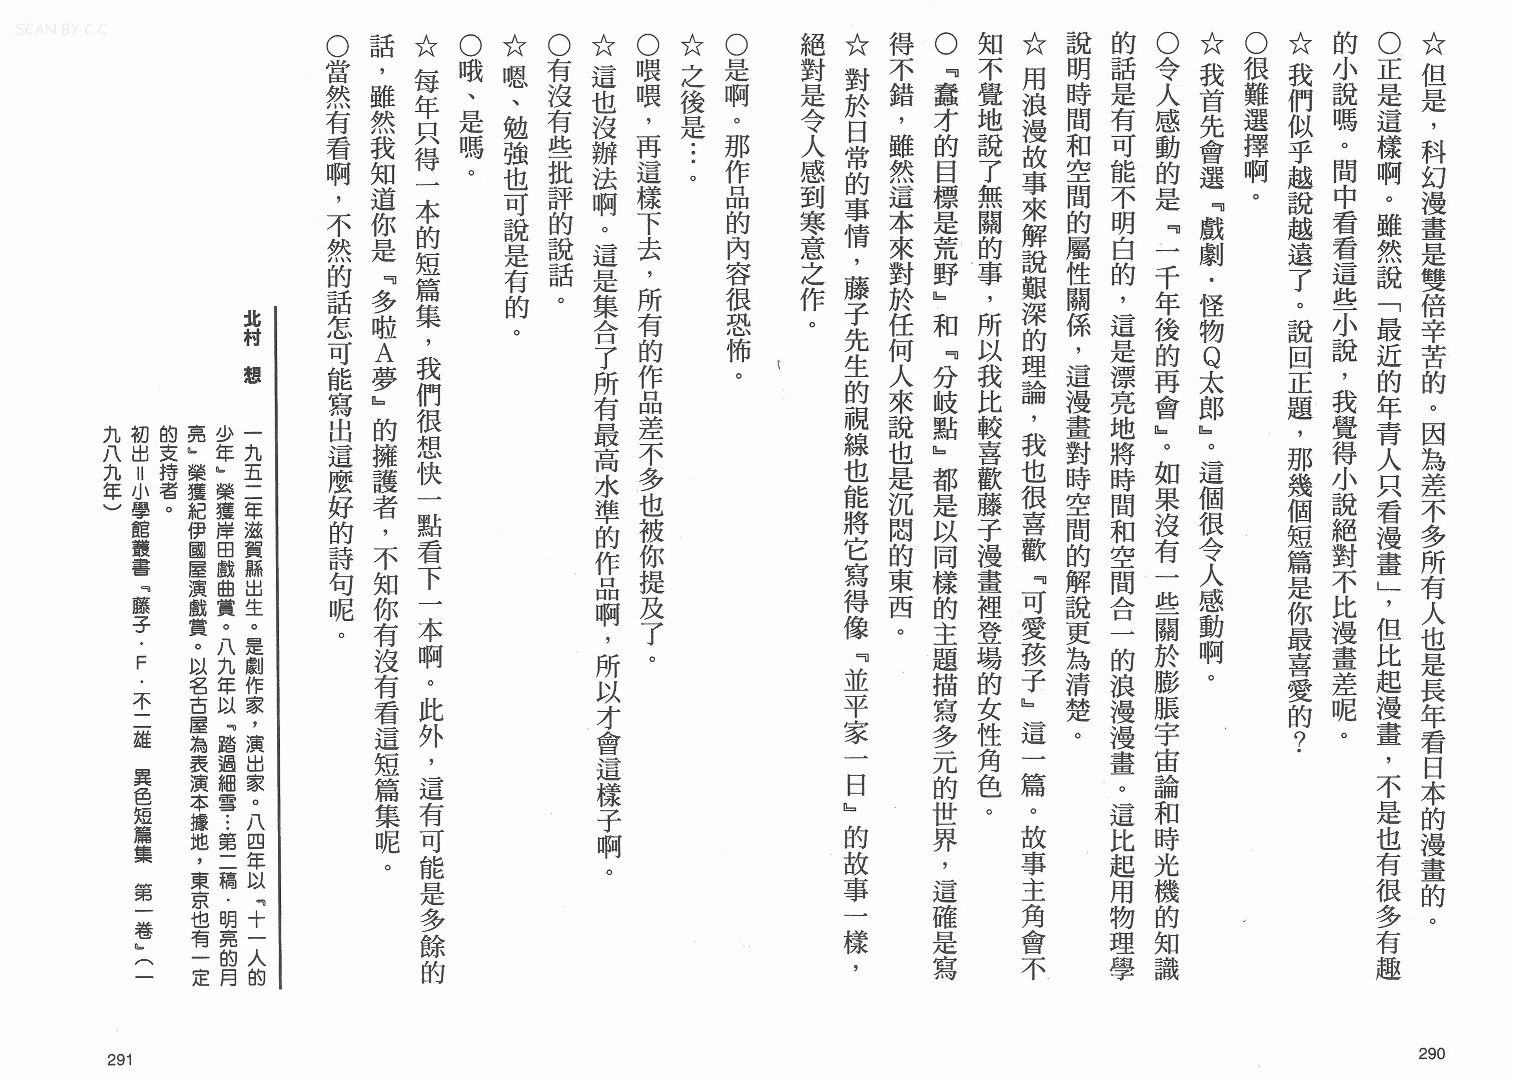 SCAN BY C.C
☆但是，科幻漫畫是雙倍辛苦的。因為差不多所有人也是長年看日本的漫畫的。
○正是這樣啊。雖然說「最近的年青人只看漫畫」，但比起漫畫，不是也有很多有趣
的小說嗎。間中看看這些小說，我覺得小說絕對不比漫畫差呢。
☆我們似乎越說越遠了。說回正題，那幾個短篇是你最喜愛的？
○很難選擇啊。
☆我首先會選『戲劇．怪物Q太郎』。這個很令人感動啊。
○令人感動的是『一千年後的再會』。如果沒有一些關於膨脹宇宙論和時光機的知識
的話是有可能不明白的，這是漂亮地將時間和空間合一的浪漫漫畫。這比起用物理學
說明時間和空間的屬性關係，這漫畫對時空間的解說更為清楚。
☆用浪漫故事來解說艱深的理論，我也很喜歡『可愛孩子』這一篇。故事主角會不
知不覺地說了無關的事，所以我比較喜歡藤子漫畫裡登場的女性角色。
○『蠢才的目標是荒野』和『分岐點』都是以同樣的主題描寫多元的世界，這確是寫
得不錯，雖然這本來對於任何人來說也是沉悶的東西。
☆對於日常的事情，藤子先生的視線也能將它寫得像『並平家一日』的故事一樣，
絕對是令人感到寒意之作。
290
○是啊。那作品的內容很恐怖。
☆之後是…。
○喂喂，再這樣下去，所有的作品差不多也被你提及了。
☆這也沒辦法啊。這是集合了所有最高水準的作品啊，所以才會這樣子啊。
○有沒有些批評的說話。
☆嗯、勉強也可說是有的。
○哦、是嗎。
☆每年只得一本的短篇集，我們很想快一點看下一本啊。此外，這有可能是多餘的
話，雖然我知道你是『多啦A夢』的擁護者，不知你有沒有看這短篇集呢。
○當然有看啊，不然的話怎可能寫出這麼好的詩句呢。
北村　想
一九五二年滋賀縣出生。是劇作家，演出家。八四年以『十一人的
少年』榮獲岸田戲曲賞。八九年以『踏過細雪…第二稿．明亮的月
亮』榮獲紀伊國屋演戲賞。以名古屋為表演本據地，東京也有一定
的支持者。
初出＝小學館叢書『藤子．F．不二雄　異色短篇集　第一卷』（一
九八九年）
291